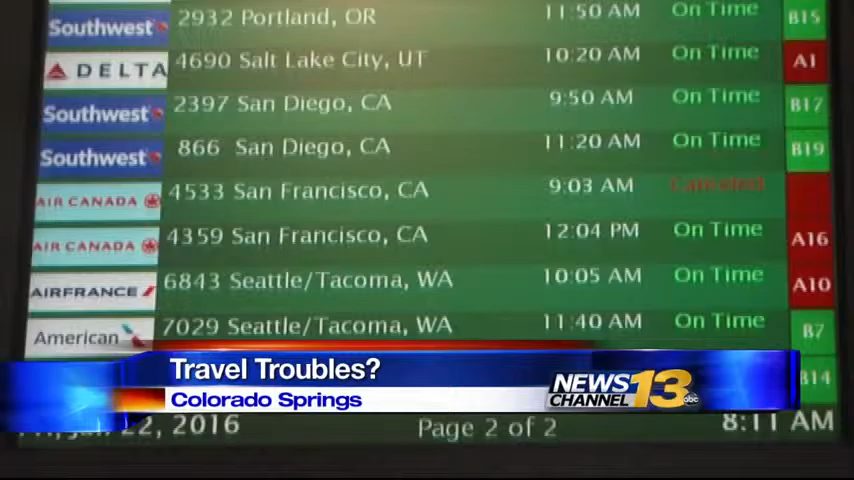 Southwest 2932 Portland, OR 11:50 AM On Time B15
DELTA 4690 Salt Lake City, UT 10:20 AM On Time A1
Southwest 2397 San Diego, CA 9:50 AM On Time B17
Southwest 866 San Diego, CA 11:20 AM On Time B19
AIR CANADA 4533 San Francisco, CA 9:03 AM Canceled
AIR CANADA 4359 San Francisco, CA 12:04 PM On Time A16
AIRFRANCE 6843 Seattle/Tacoma, WA 10:05 AM On Time A10
American 7029 Seattle/Tacoma, WA 11:40 AM On Time B7
B14
Travel Troubles?
Colorado Springs
NEWS CHANNEL 13 abc
22, 2016 Page 2 of 2 8:11 AM